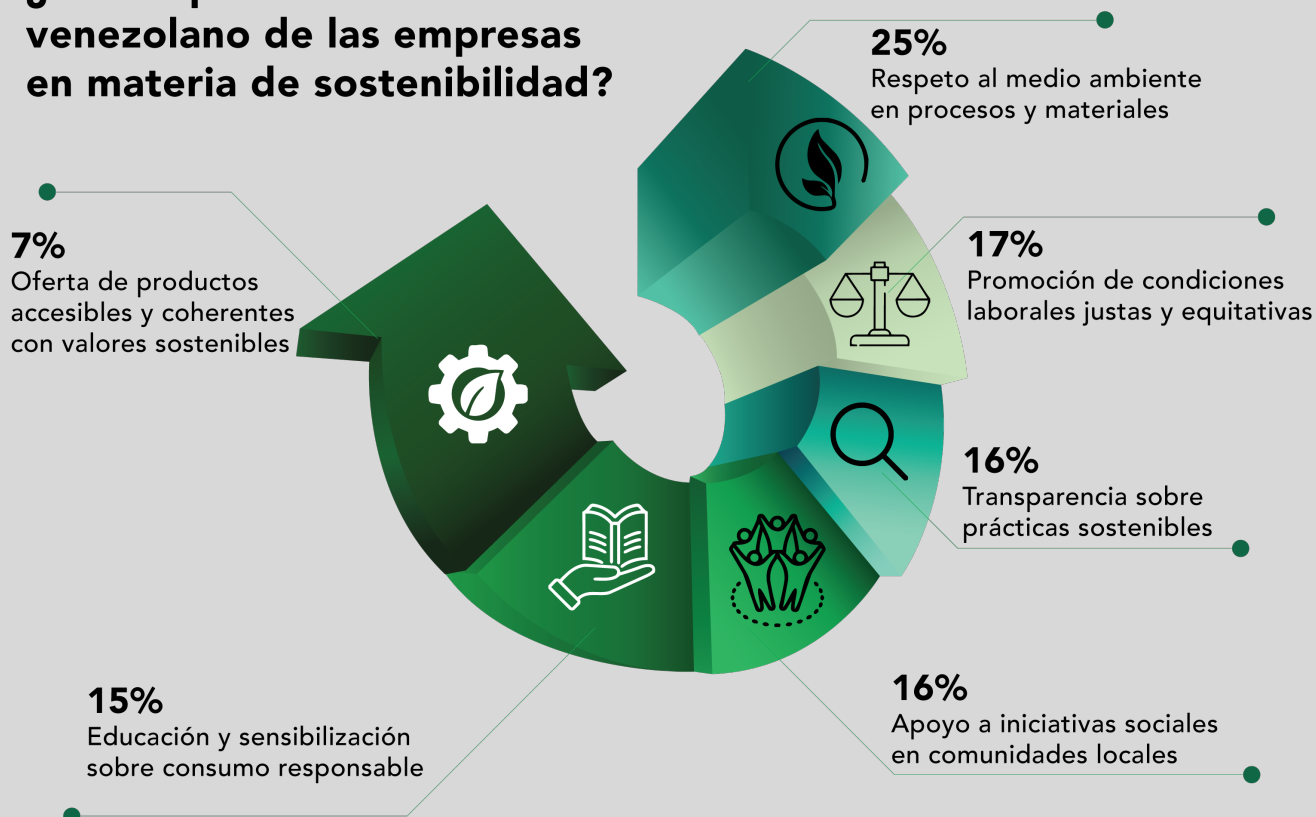 venezolano de las empresas
en materia de sostenibilidad?
25%
Respeto al medio ambiente
en procesos y materiales
7%
Oferta de productos
accesibles y coherentes
con valores sostenibles
17%
Promoción de condiciones
laborales justas y equitativas
16%
Transparencia sobre
prácticas sostenibles
15%
Educación y sensibilización
sobre consumo responsable
16%
Apoyo a iniciativas sociales
en comunidades locales